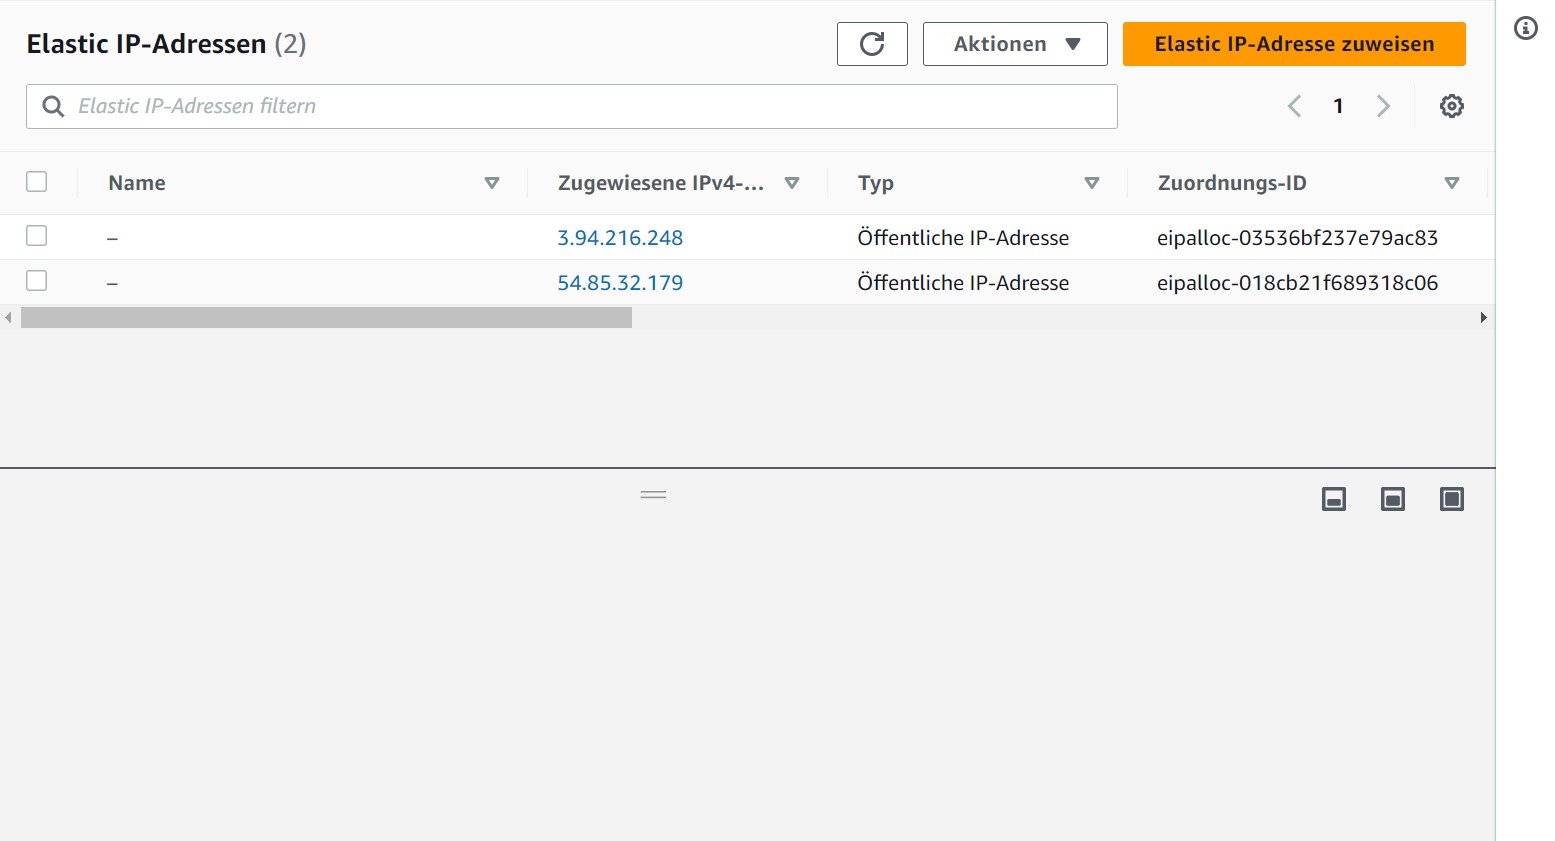 Elastic IP-Adressen (2)
Aktionen
Elastic IP-Adresse zuweisen
Elastic IP-Adressen filtern
1
Name Zugewiesene IPv4-... Typ Zuordnungs-ID
– 3.94.216.248 Öffentliche IP-Adresse eipalloc-03536bf237e79ac83
– 54.85.32.179 Öffentliche IP-Adresse eipalloc-018cb21f689318c06